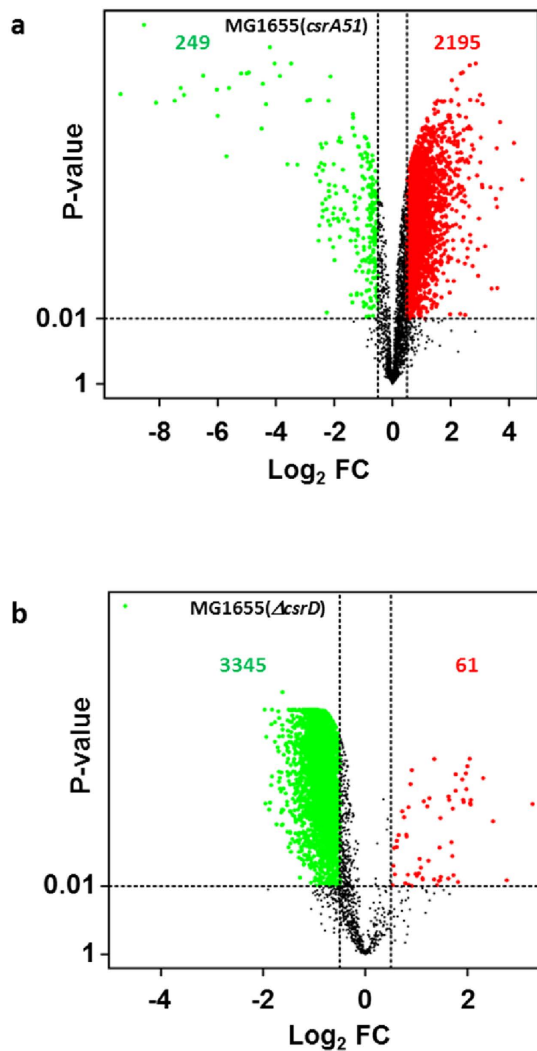 a
MG1655(csrA51)
249
2195
P-value
0.01
1
-8 -6 -4 -2 0 2 4
Log₂ FC
b
MG1655(ΔcsrD)
3345
61
P-value
0.01
1
-4 -2 0 2
Log₂ FC